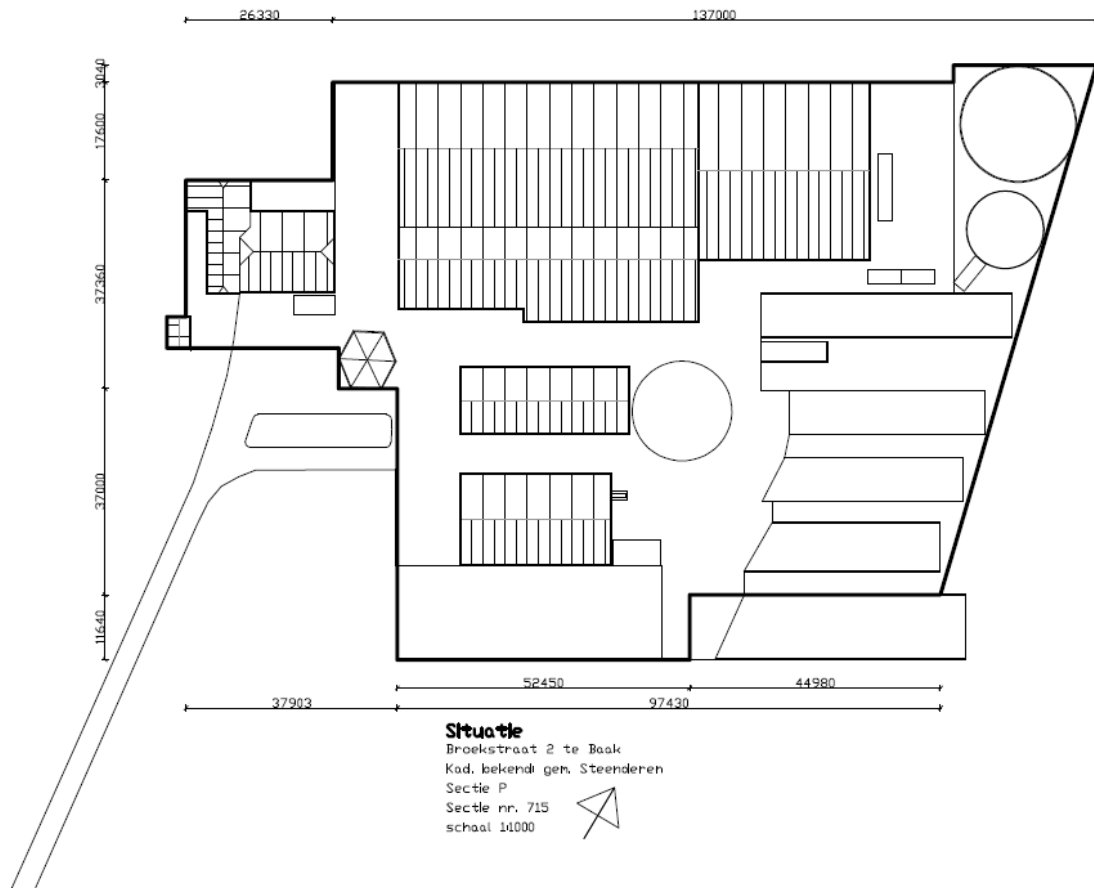 26330
137000
3040
17600
37360
37000
11640
52450
44980
37903
97430
Situatie
Broekstraat 2 te Baak
Kad. bekend: gem. Steenderen
Sectie P
Sectie nr. 715
schaal 1:1000